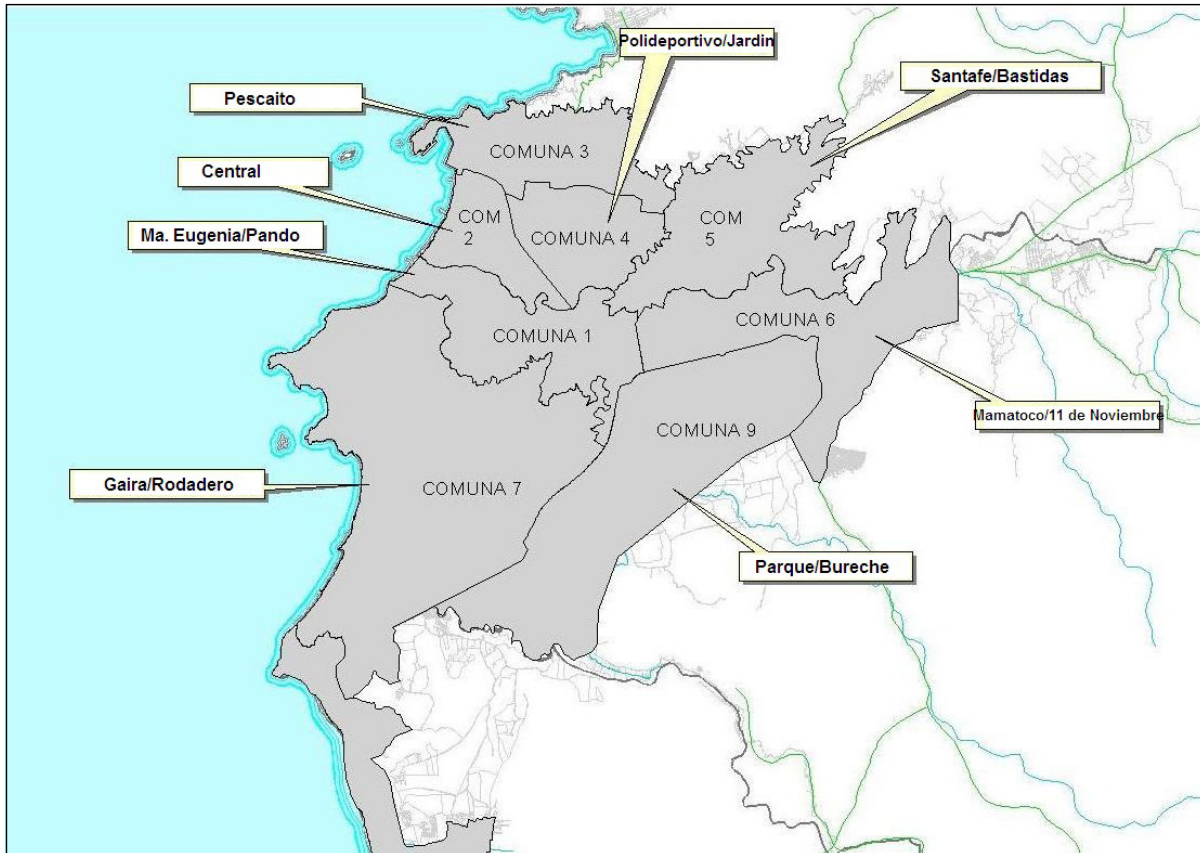 Polideportivo/Jardin
Santafe/Bastidas
Pescaito
COMUNA 3
Central
COM
2
COMUNA 4
COM
5
Ma. Eugenia/Pando
COMUNA 1
COMUNA 6
Mamatoco/11 de Noviembre
COMUNA 9
Gaira/Rodadero
COMUNA 7
Parque/Bureche